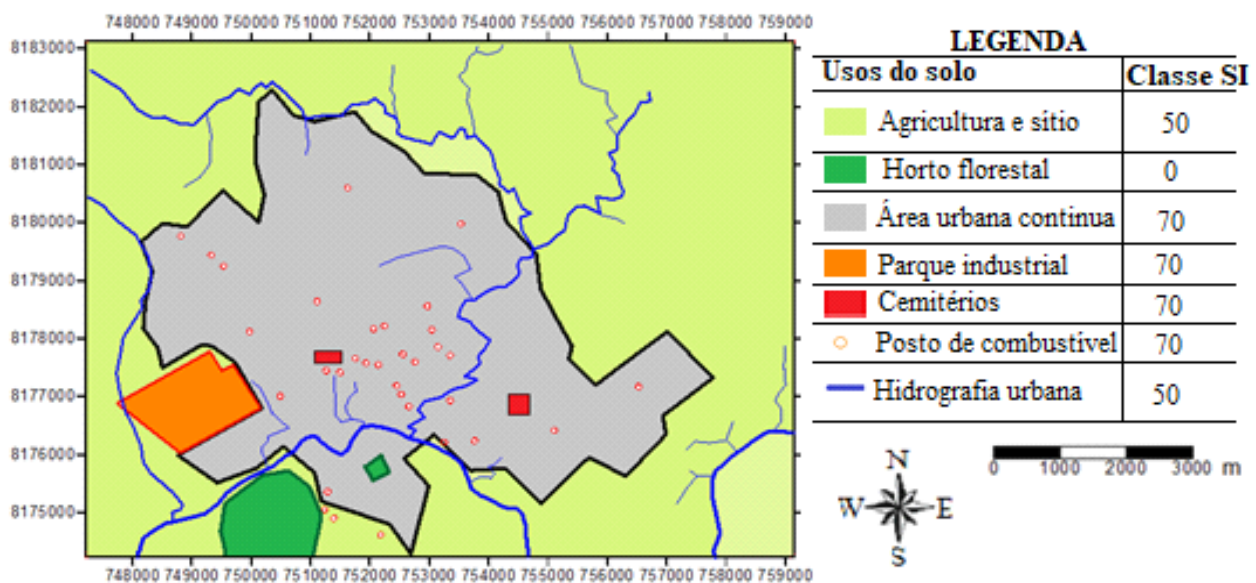 748000 749000 750000 751000 752000 753000 754000 755000 756000 757000 758000 759000
8183000
8182000
8181000
8180000
8179000
8178000
8177000
8176000
8175000
748000 749000 750000 751000 752000 753000 754000 755000 756000 757000 758000 759000
LEGENDA
Usos do solo Classe SI
Agricultura e sitio 50
Horto florestal 0
Área urbana continua 70
Parque industrial 70
Cemitérios 70
Posto de combustível 70
Hidrografia urbana 50
N
W E
S
0 1000 2000 3000 m